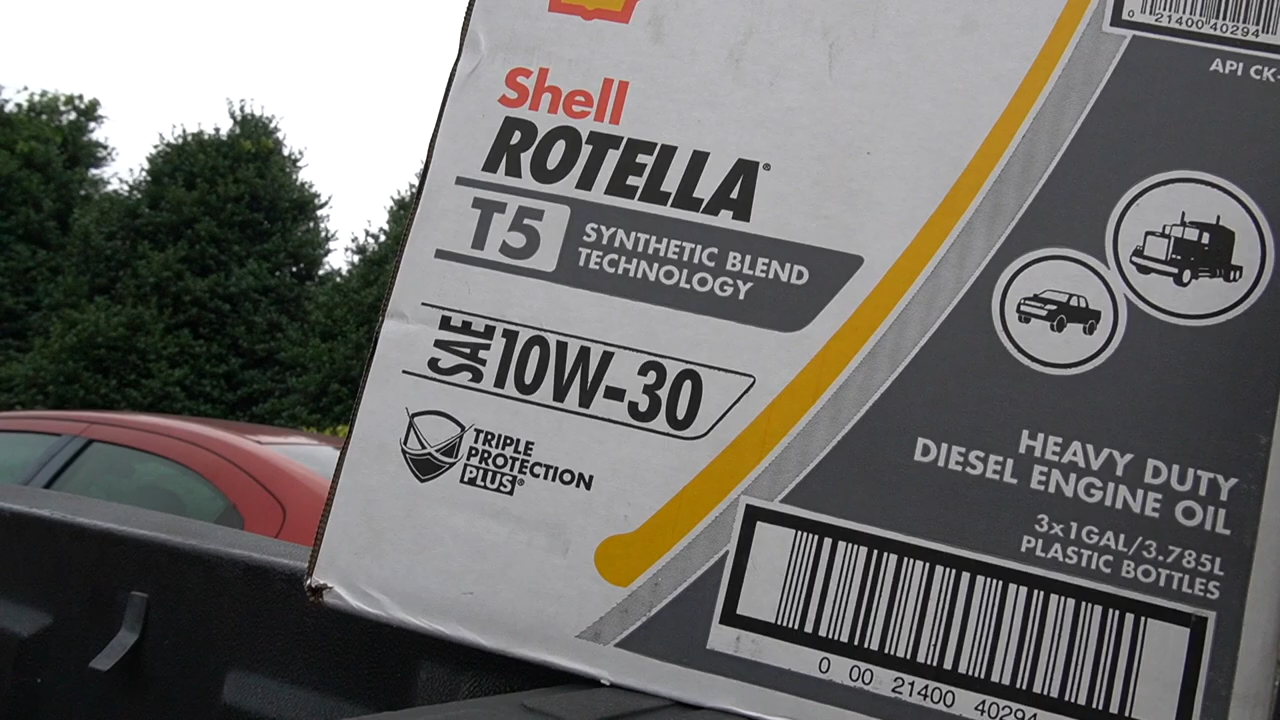 0 21400 40294
API CK-
Shell
ROTELLA®
T5 SYNTHETIC BLEND
TECHNOLOGY
SAE 10W-30
TRIPLE
PROTECTION
PLUS®
HEAVY DUTY
DIESEL ENGINE OIL
3x1GAL/3.785L
PLASTIC BOTTLES
0 00 21400 40294